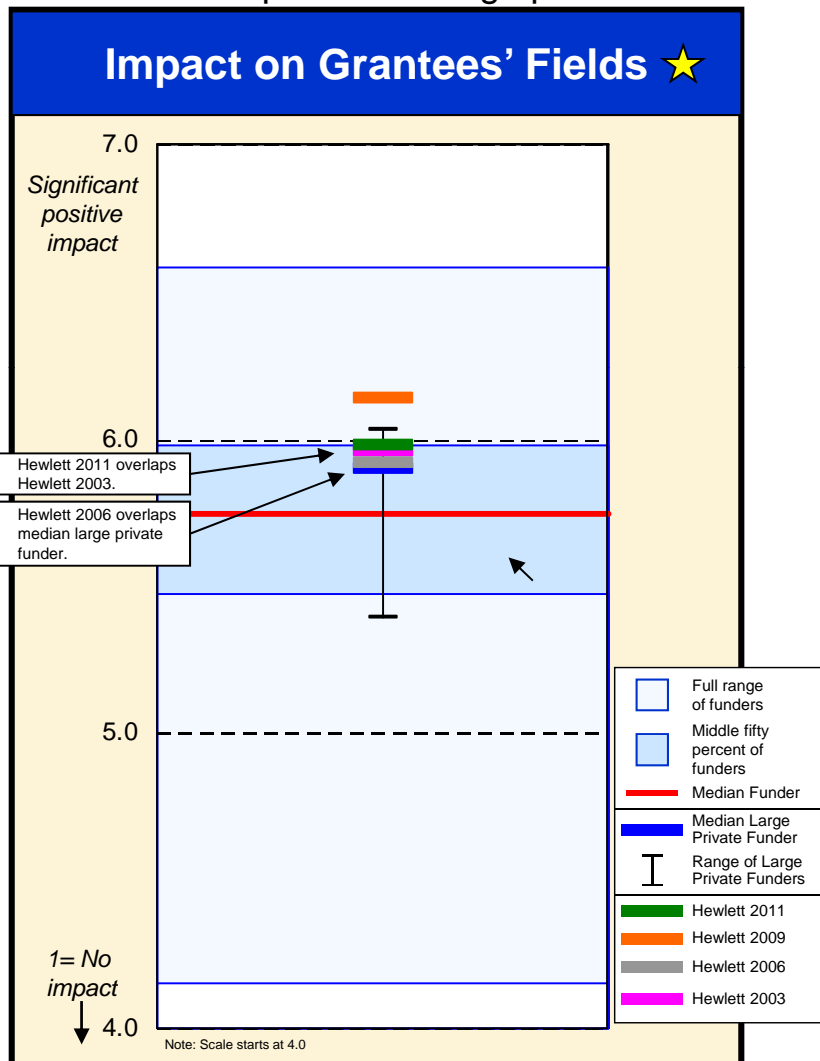 Impact on Grantees’ Fields
7.0
Significant
positive
impact
6.0
Hewlett 2011 overlaps
Hewlett 2003.
Hewlett 2006 overlaps
median large private
funder.
5.0
1= No
impact
4.0
Note: Scale starts at 4.0
Full range
of funders
Middle fifty
percent of
funders
Median Funder
Median Large
Private Funder
Range of Large
Private Funders
Hewlett 2011
Hewlett 2009
Hewlett 2006
Hewlett 2003